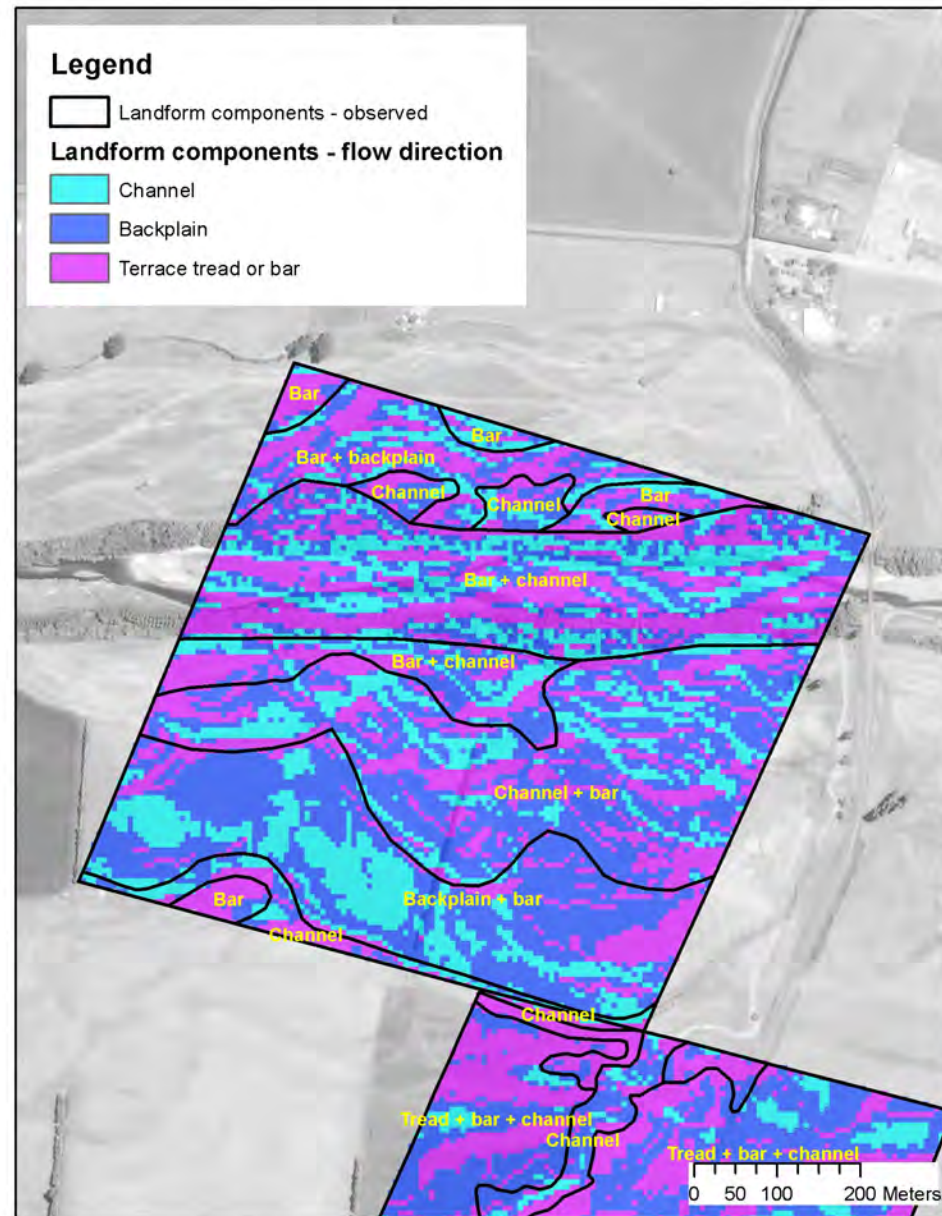 Legend
Landform components - observed
Landform components - flow direction
Channel
Backplain
Terrace tread or bar
Bar
Bar
Bar + backplain
Channel
Channel
Bar
Channel
Bar + channel
Bar + channel
Channel + bar
Backplain + bar
Bar
Channel
Channel
Tread + bar + channel
Channel
Tread + bar + channel
0 50 100 200 Meters